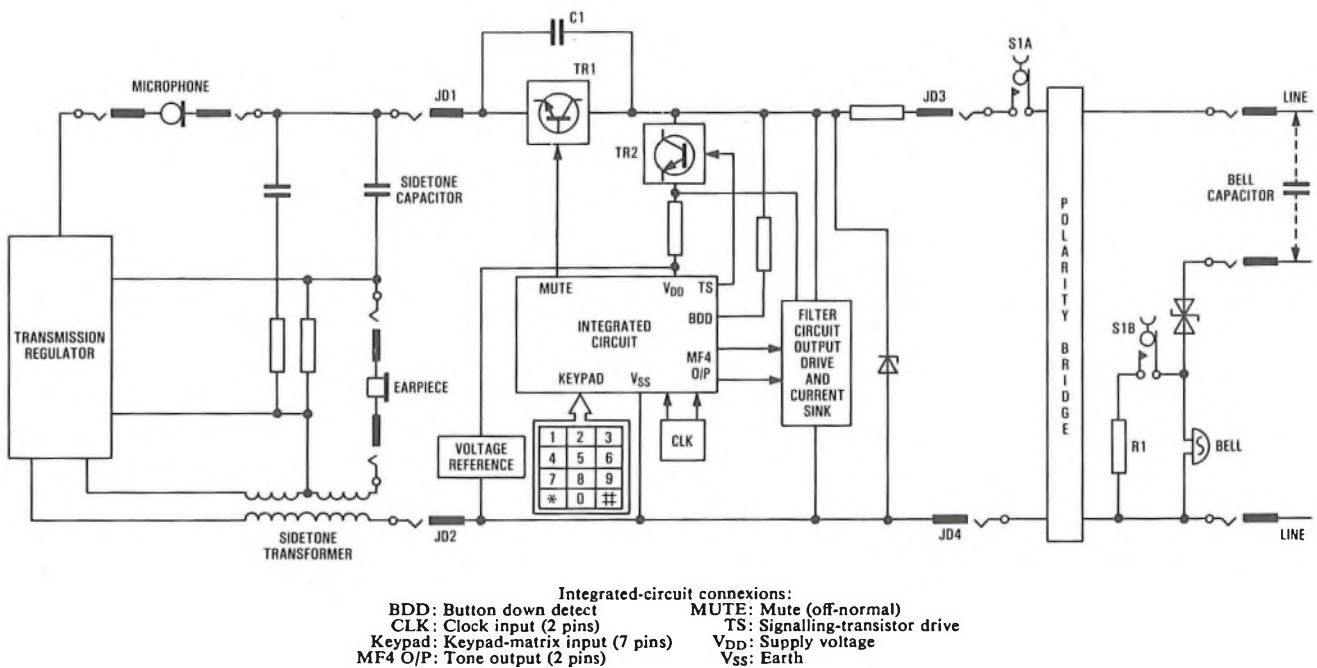 C1
S1A
MICROPHONE
JD1
TR1
JD3
LINE
TR2
SIDETONE
CAPACITOR
BELL
CAPACITOR
POLARITY BRIDGE
MUTE
VDD
TS
TRANSMISSION
REGULATOR
INTEGRATED
CIRCUIT
BDD
MF4
O/P
FILTER
CIRCUIT
OUTPUT
DRIVE
AND
CURRENT
SINK
S1B
EARPIECE
KEYPAD
VSS
VOLTAGE
REFERENCE
1 2 3
4 5 6
7 8 9
* 0 #
CLK
R1
BELL
SIDETONE
TRANSFORMER
JD2
JD4
LINE
Integrated-circuit connexions:
BDD: Button down detect MUTE: Mute (off-normal)
CLK: Clock input (2 pins) TS: Signalling-transistor drive
Keypad: Keypad-matrix input (7 pins) VDD: Supply voltage
MF4 O/P: Tone output (2 pins) VSS: Earth